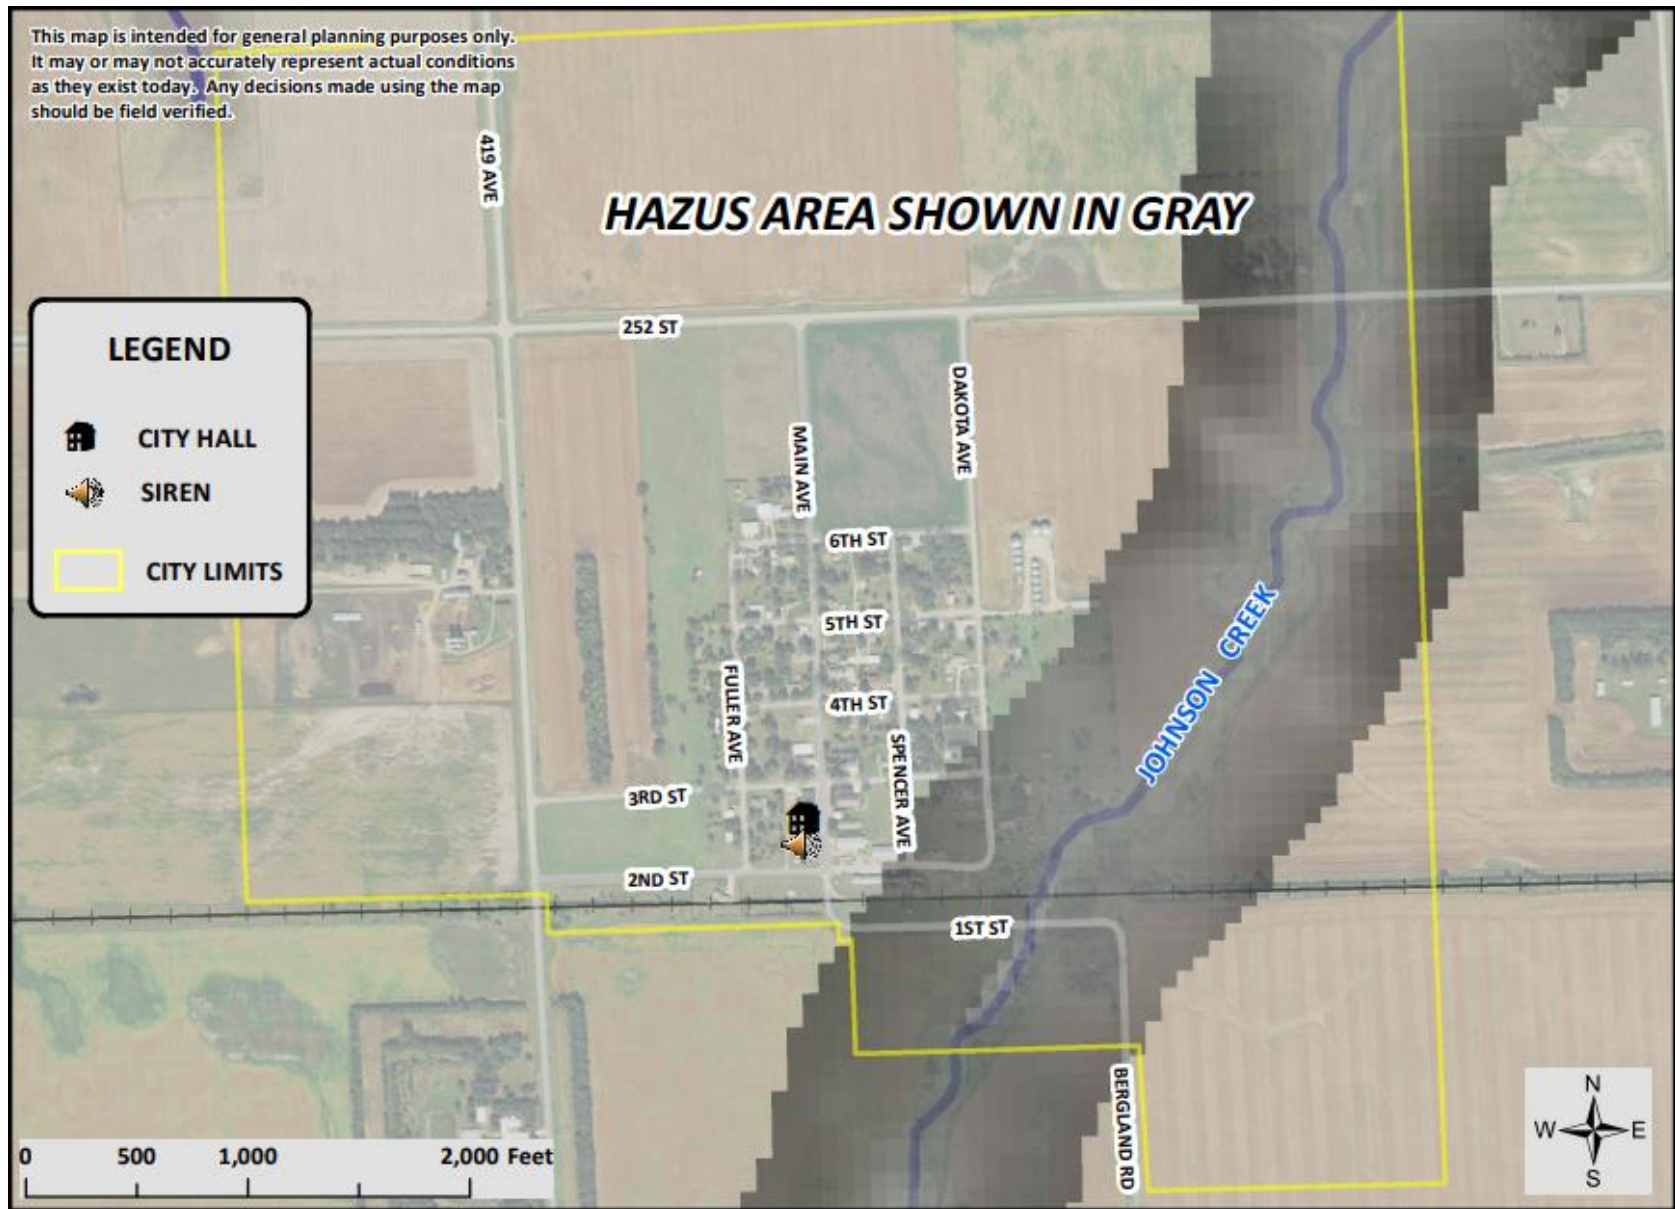 This map is intended for general planning purposes only.
It may or may not accurately represent actual conditions
as they exist today. Any decisions made using the map
should be field verified.
419 AVE
HAZUS AREA SHOWN IN GRAY
LEGEND
CITY HALL
SIREN
CITY LIMITS
252 ST
DAKOTA AVE
MAIN AVE
6TH ST
5TH ST
JOHNSON CREEK
FULLER AVE
4TH ST
SPENCER AVE
3RD ST
2ND ST
1ST ST
BERGLAND RD
0 500 1,000 2,000 Feet
N
W E
S